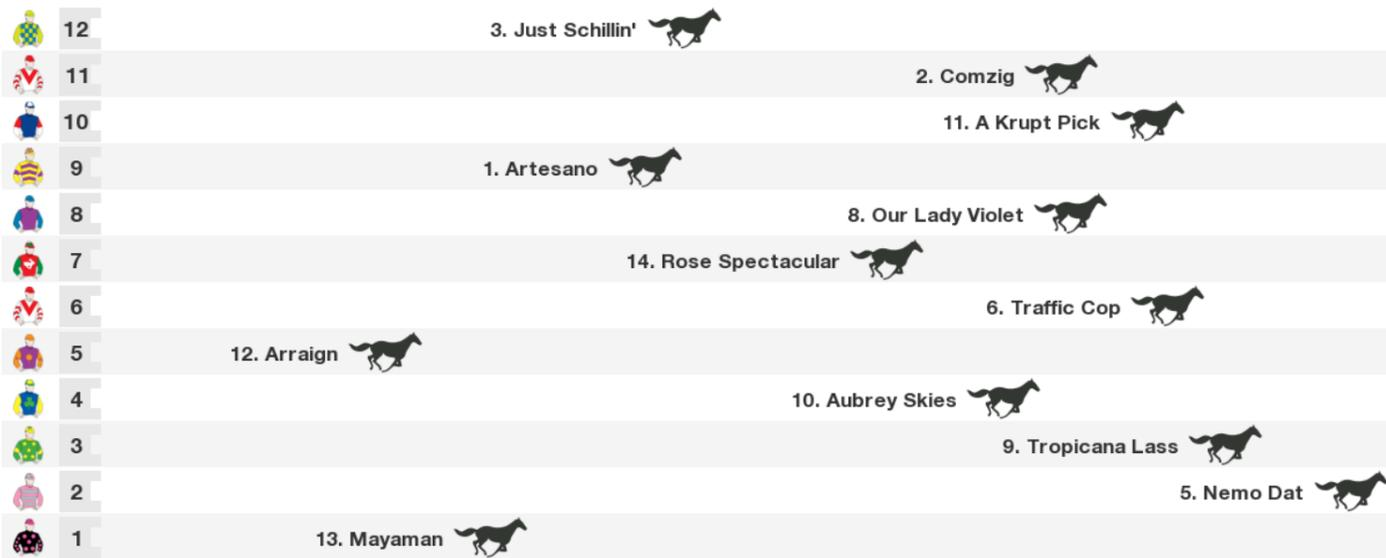 12 3. Just Schillin'
11 2. Comzig
10 11. A Krupt Pick
9 1. Artesano
8 8. Our Lady Violet
7 14. Rose Spectacular
6 6. Traffic Cop
5 12. Arraign
4 10. Aubrey Skies
3 9. Tropicana Lass
2 5. Nemo Dat
1 13. Mayaman